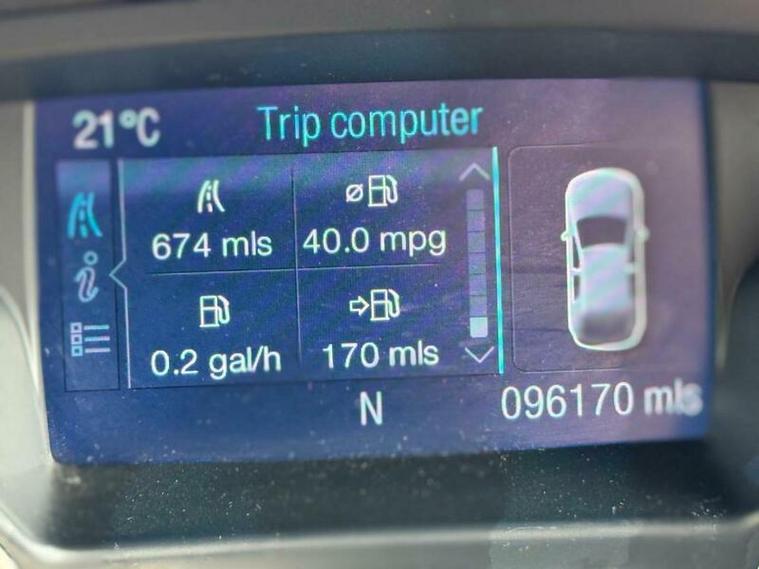 21°C Trip computer
674 mls 40.0 mpg
0.2 gal/h 170 mls
N 096170 mls